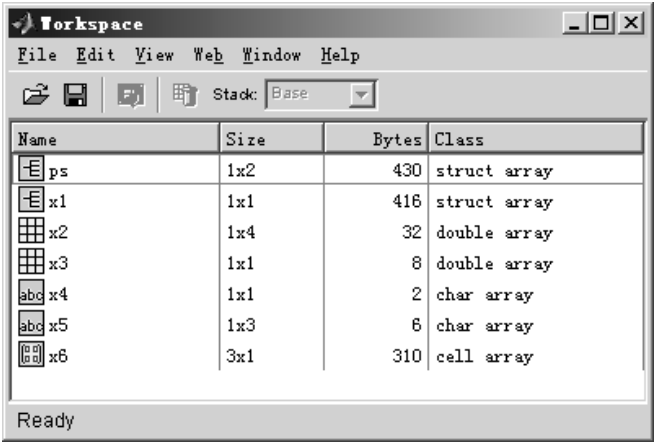 Workspace
File Edit View Web Window Help
Stack: Base
Name Size Bytes Class
ps 1x2 430 struct array
x1 1x1 416 struct array
x2 1x4 32 double array
x3 1x1 8 double array
abc x4 1x1 2 char array
abc x5 1x3 6 char array
x6 3x1 310 cell array
Ready